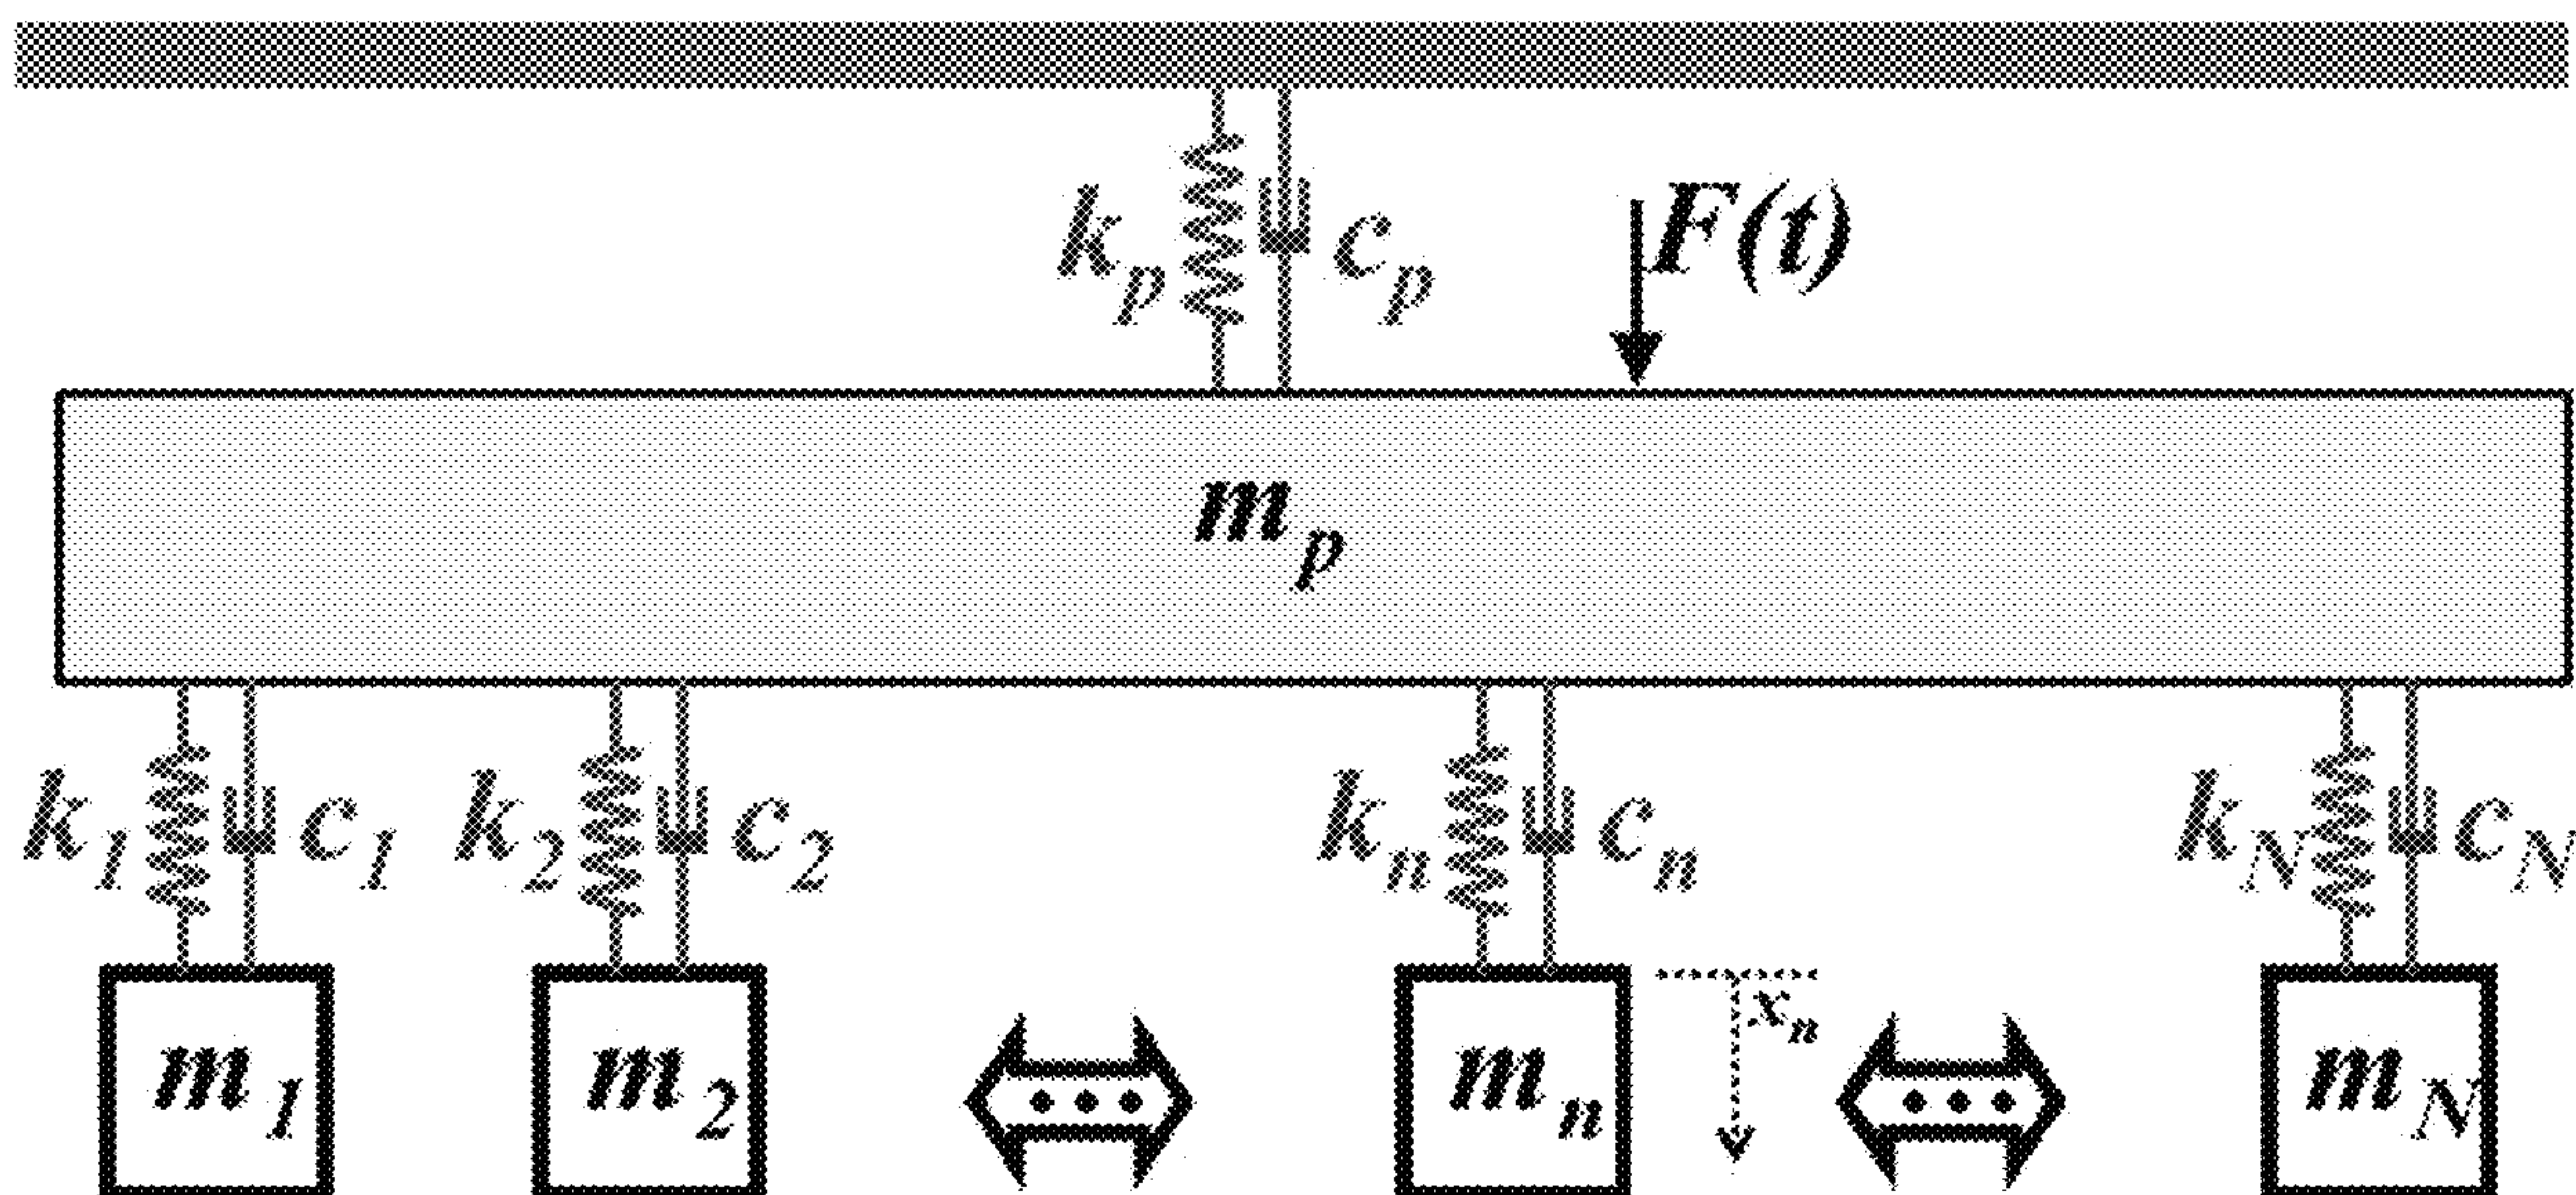 k_p c_p F(t)
m_p
k_1 c_1 k_2 c_2 k_n c_n k_N c_N
x_n
m_1 m_2 ... m_n ... m_N